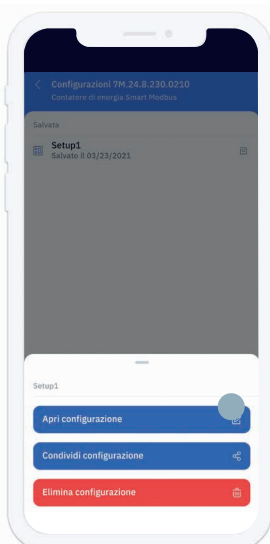 Configurazioni 7M.24.8.230.0210
Contatore di energia Smart Modbus
Salvata
Setup1
Salvato il 03/23/2021
Setup1
Apri configurazione
Condividi configurazione
Elimina configurazione